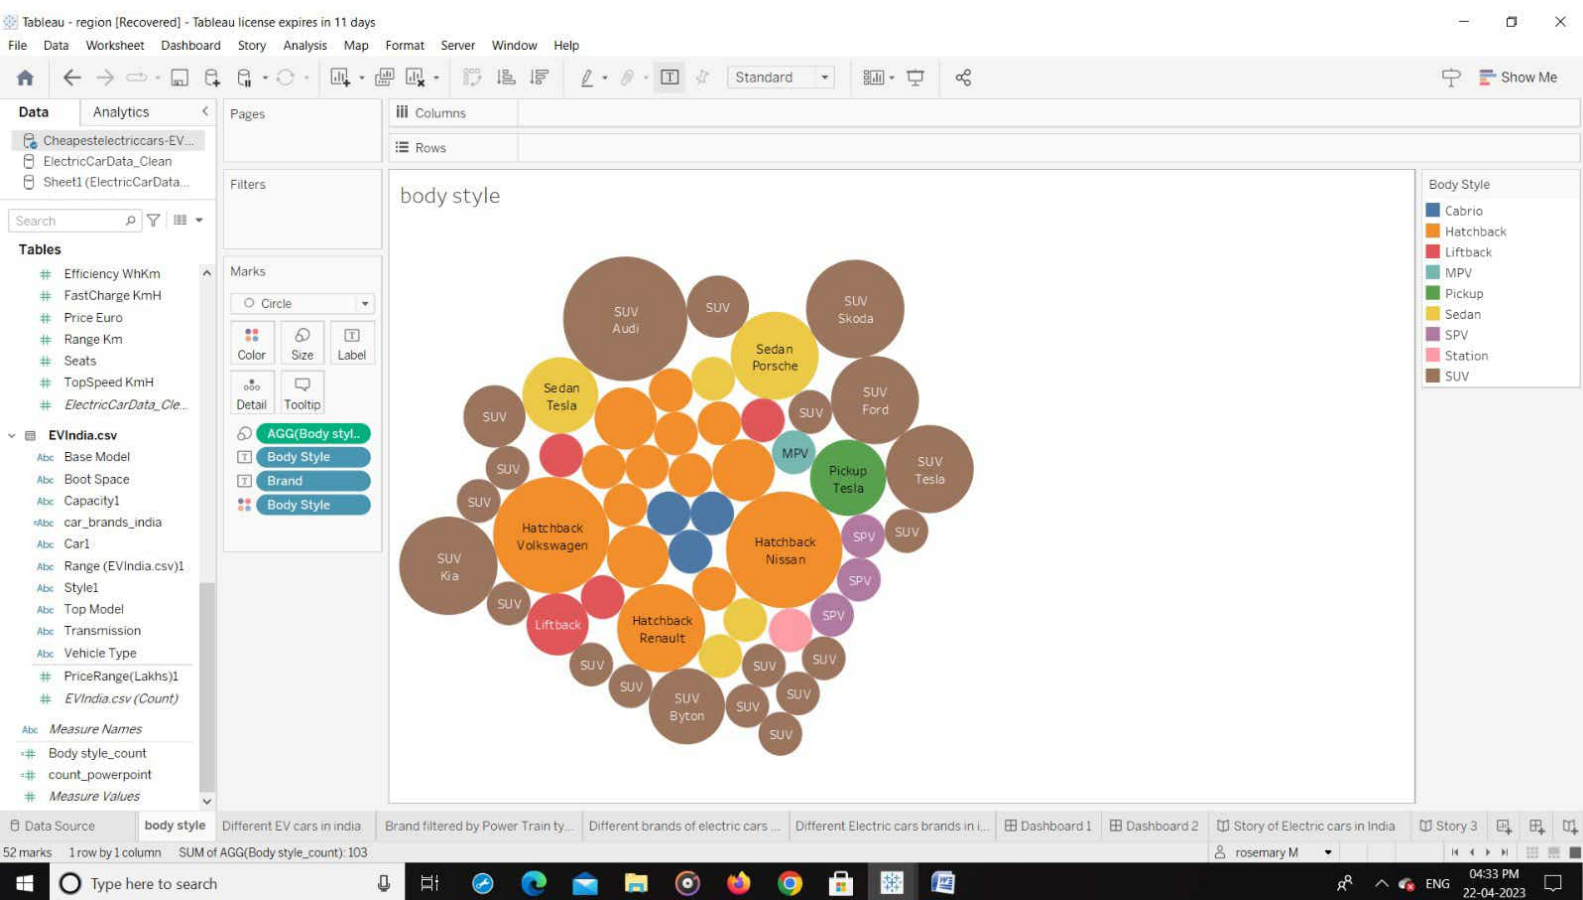 Tableau - region [Recovered] - Tableau license expires in 11 days
File Data Worksheet Dashboard Story Analysis Map Format Server Window Help
Standard
Show Me
Data Analytics
Cheapestelectriccars-EV...
ElectricCarData_Clean
Sheet1 (ElectricCarData...
Search
Tables
Efficiency WhKm
FastCharge KmH
Price Euro
Range Km
Seats
TopSpeed KmH
ElectricCarData_Cle...
EVIndia.csv
Abc Base Model
Abc Boot Space
Abc Capacity1
=Abc car_brands_india
Abc Car1
Abc Range (EVIndia.csv)1
Abc Style1
Abc Top Model
Abc Transmission
Abc Vehicle Type
# PriceRange(Lakhs)1
# EVIndia.csv (Count)
Abc Measure Names
=# Body style_count
=# count_powerpoint
# Measure Values
Pages
Filters
Marks
Circle
Color Size Label
Detail Tooltip
AGG(Body styl..
Body Style
Brand
Body Style
Columns
Rows
body style
SUV
Audi
SUV
SUV
Skoda
Sedan
Porsche
Sedan
Tesla
SUV
SUV
SUV
Ford
SUV
MPV
SUV
Tesla
Pickup
Tesla
SUV
Hatchback
Volkswagen
Hatchback
Nissan
SPV
SUV
SUV
Kia
SPV
SUV
Liftback
Hatchback
Renault
SPV
SUV
SUV
SUV
SUV
SUV
Byton
SUV
SUV
SUV
Body Style
Cabrio
Hatchback
Liftback
MPV
Pickup
Sedan
SPV
Station
SUV
Data Source body style Different EV cars in india Brand filtered by Power Train ty... Different brands of electric cars ... Different Electric cars brands in i... Dashboard 1 Dashboard 2 Story of Electric cars in India Story 3
52 marks 1 row by 1 column SUM of AGG(Body style_count): 103
rosemary M
Type here to search
ENG
04:33 PM
22-04-2023